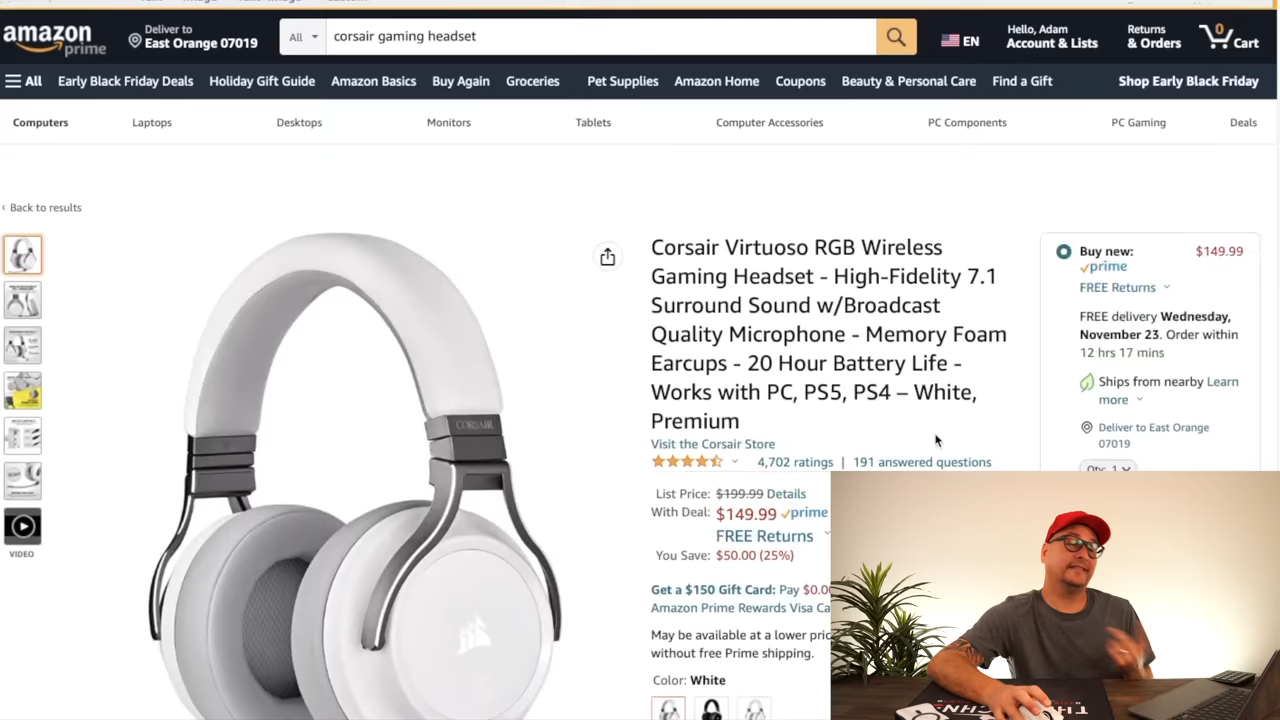 amazon
prime
Deliver to
East Orange 07019
All
corsair gaming headset
EN
Hello, Adam
Account & Lists
Returns
& Orders
0
Cart
All
Early Black Friday Deals
Holiday Gift Guide
Amazon Basics
Buy Again
Groceries
Pet Supplies
Amazon Home
Coupons
Beauty & Personal Care
Find a Gift
Shop Early Black Friday
Computers
Laptops
Desktops
Monitors
Tablets
Computer Accessories
PC Components
PC Gaming
Deals
‹ Back to results
VIDEO
CORSAIR
Corsair Virtuoso RGB Wireless
Gaming Headset - High-Fidelity 7.1
Surround Sound w/Broadcast
Quality Microphone - Memory Foam
Earcups - 20 Hour Battery Life -
Works with PC, PS5, PS4 – White,
Premium
Visit the Corsair Store
4,702 ratings | 191 answered questions
List Price: $199.99 Details
With Deal: $149.99 prime
FREE Returns
You Save: $50.00 (25%)
Get a $150 Gift Card: Pay $0.0
Amazon Prime Rewards Visa Ca
May be available at a lower pric
without free Prime shipping.
Color: White
Buy new: $149.99
prime
FREE Returns
FREE delivery Wednesday,
November 23. Order within
12 hrs 17 mins
Ships from nearby Learn
more
Deliver to East Orange
07019
Qty: 1